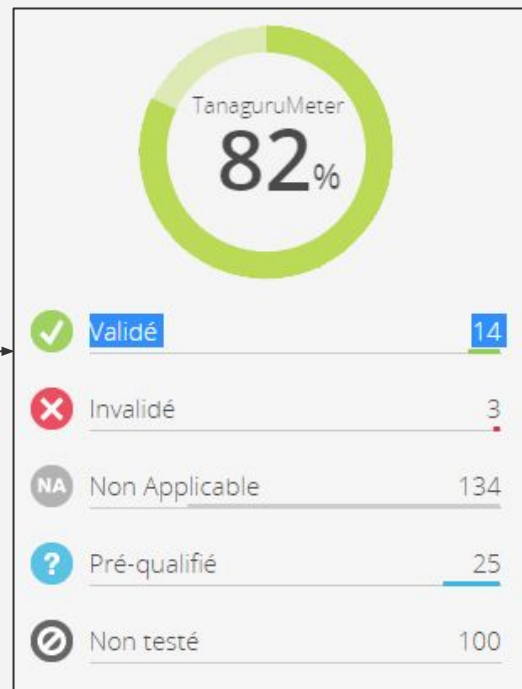 TanaguruMeter
82%
Validé 14
Invalidé 3
NA Non Applicable 134
? Pré-qualifié 25
Non testé 100